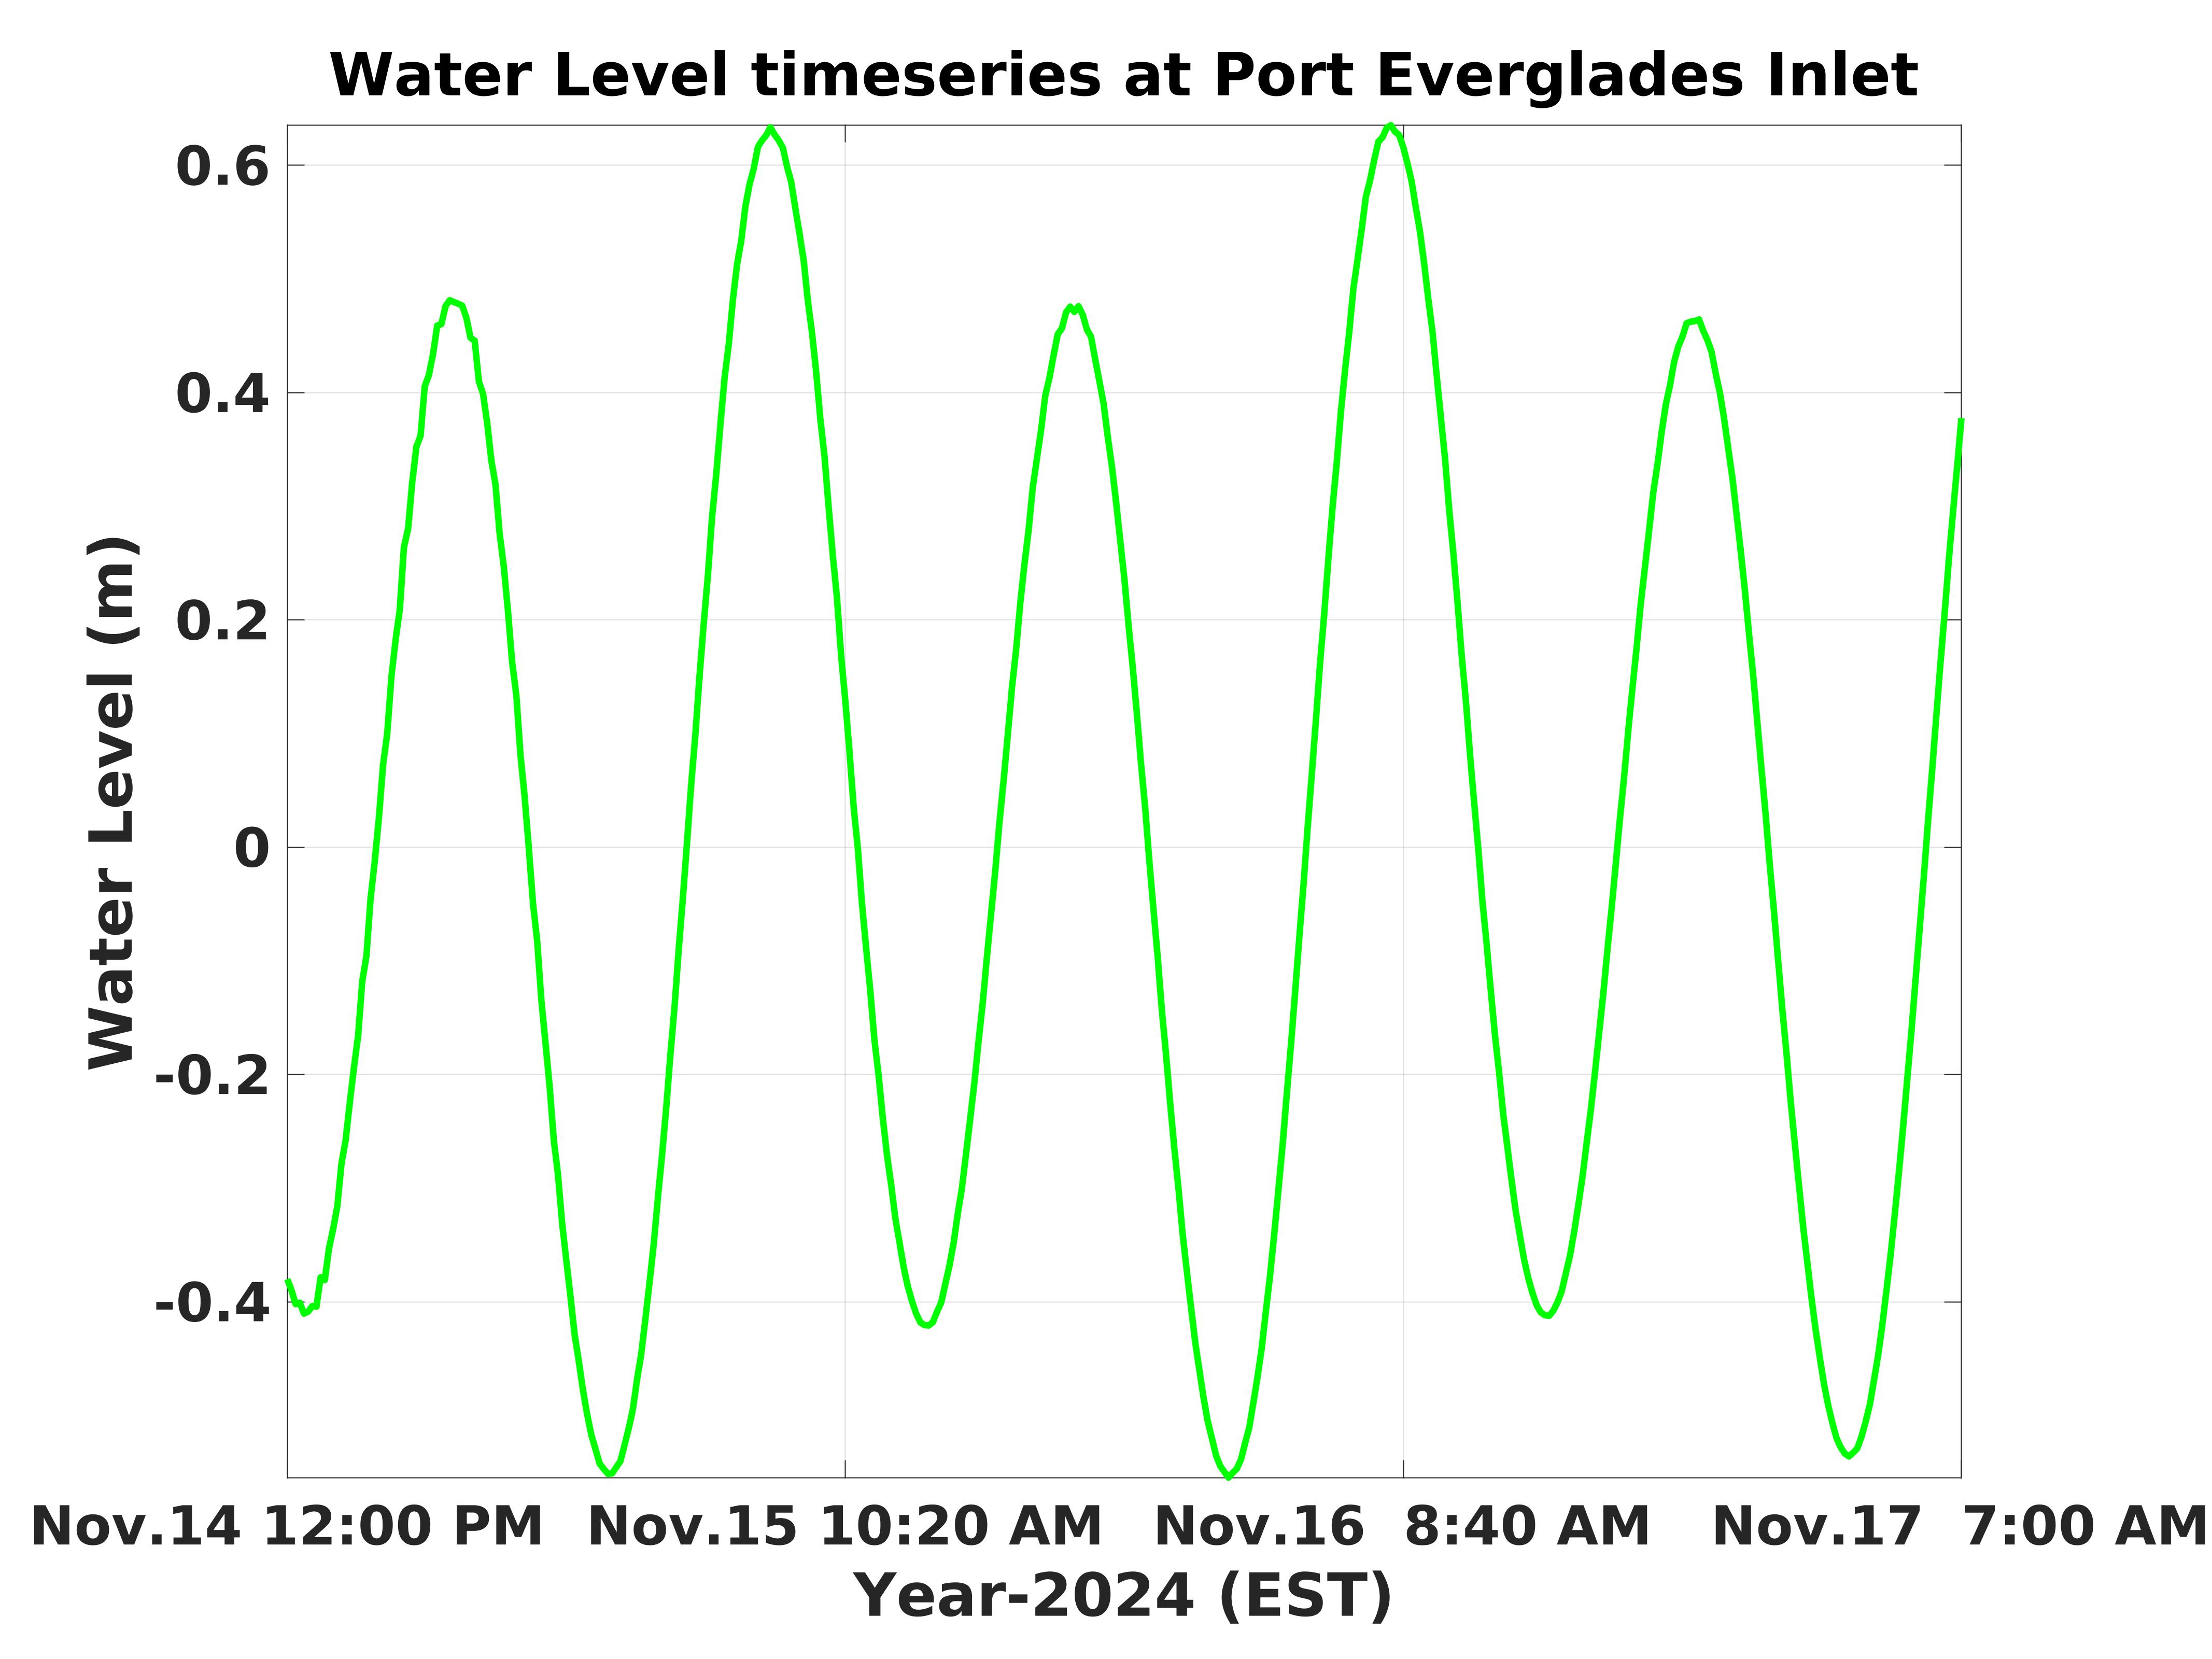 Water Level timeseries at Port Everglades Inlet
Water Level (m)
0.6
0.4
0.2
0
-0.2
-0.4
Nov.14 12:00 PM Nov.15 10:20 AM Nov.16 8:40 AM Nov.17 7:00 AM
Year-2024 (EST)